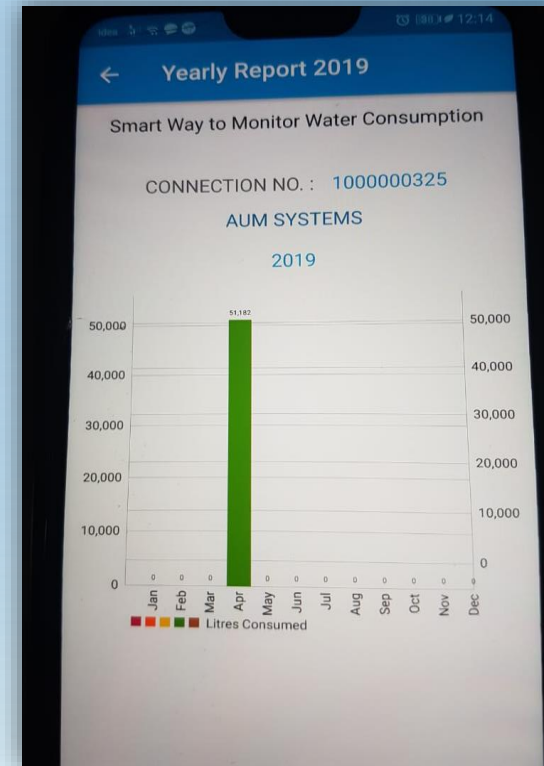 Idea 12:14
Yearly Report 2019
Smart Way to Monitor Water Consumption
CONNECTION NO. : 1000000325
AUM SYSTEMS
2019
51,182
50,000 50,000
40,000 40,000
30,000 30,000
20,000 20,000
10,000 10,000
0 0
0 0 0 0 0 0 0 0 0 0 0
Jan Feb Mar Apr May Jun Jul Aug Sep Oct Nov Dec
Litres Consumed